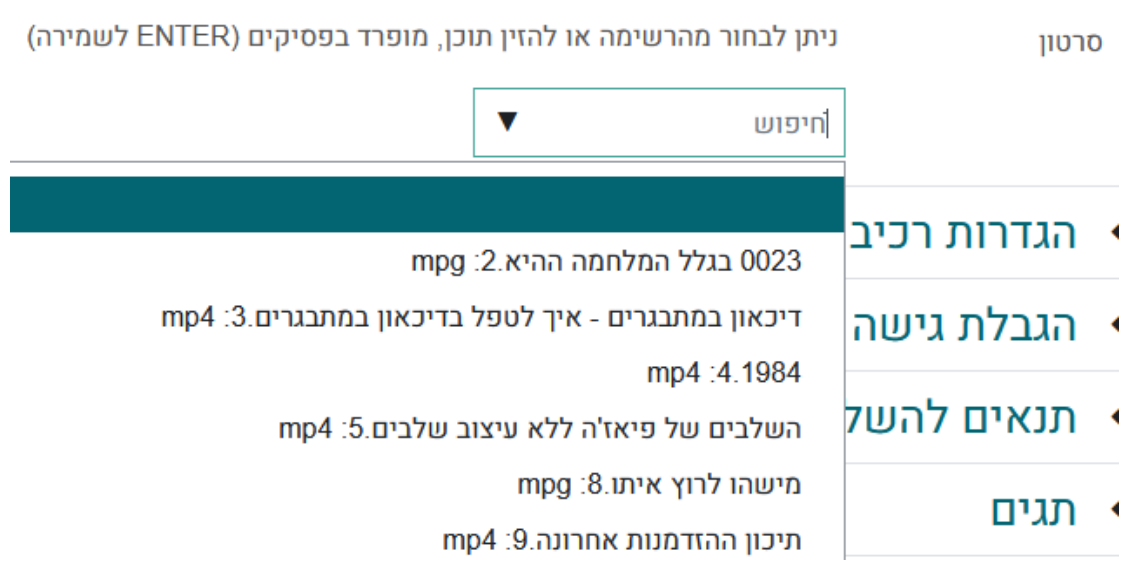 סרטון
ניתן לבחור מהרשימה או להזין תוכן, מופרד בפסיקים (ENTER לשמירה)
חיפוש ▼
0023 בגלל המלחמה ההיא.2: mpg
דיכאון במתבגרים - איך לטפל בדיכאון במתבגרים.3: mp4
4.1984: mp4
השלבים של פיאז'ה ללא עיצוב שלבים.5: mp4
מישהו לרוץ איתו.8: mpg
תיכון ההזדמנות אחרונה.9: mp4
הגדרות רכיב
הגבלת גישה
תנאים להשל
תגים